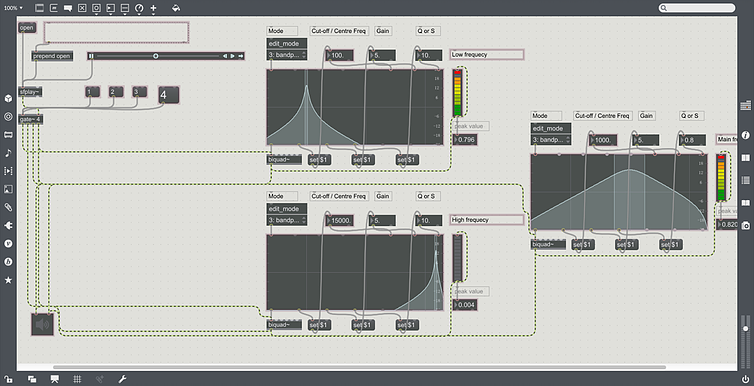 100%
open
prepend open
sfplay~
1
2
3
4
gate~ 4
Mode
Cut-off / Centre Freq
Gain
Q or S
edit_mode
3: bandp...
100.
5.
10.
Low frequecy
biquad~
set $1
set $1
set $1
peak value
0.796
Mode
Cut-off / Centre Freq
Gain
Q or S
edit_mode
3: bandp...
15000.
5.
10.
High frequecy
biquad~
set $1
set $1
set $1
peak value
0.004
Mode
Cut-off / Centre Freq
Gain
Q or S
edit_mode
3: bandp...
1000.
5.
0.8
Main fr
biquad~
set $1
set $1
set $1
peak valu
0.820